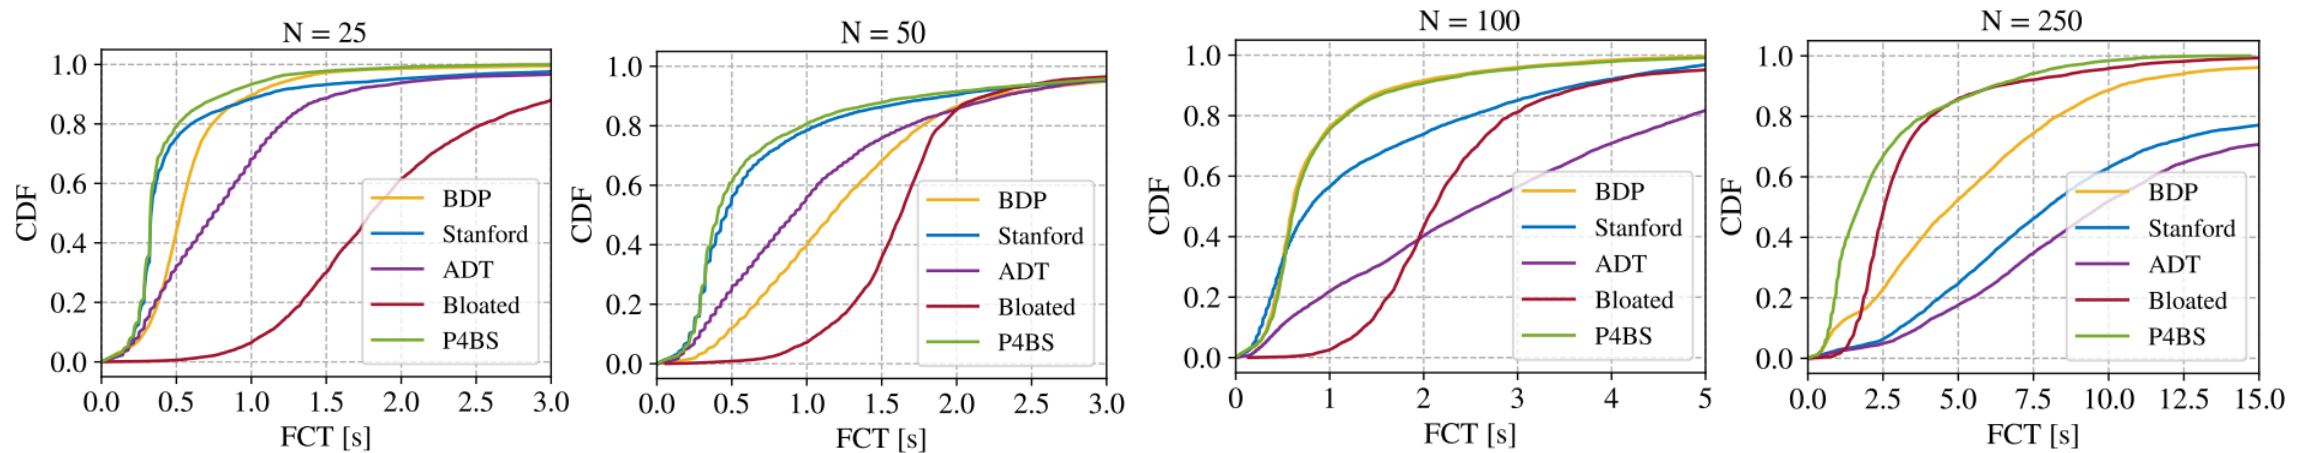 N = 25
1.0
0.8
0.6
0.4
0.2
0.0
CDF
BDP
Stanford
ADT
Bloated
P4BS
0.0 0.5 1.0 1.5 2.0 2.5 3.0
FCT [s]
N = 50
1.0
0.8
0.6
0.4
0.2
0.0
CDF
BDP
Stanford
ADT
Bloated
P4BS
0.0 0.5 1.0 1.5 2.0 2.5 3.0
FCT [s]
N = 100
1.0
0.8
0.6
0.4
0.2
0.0
CDF
BDP
Stanford
ADT
Bloated
P4BS
0 1 2 3 4 5
FCT [s]
N = 250
1.0
0.8
0.6
0.4
0.2
0.0
CDF
BDP
Stanford
ADT
Bloated
P4BS
0.0 2.5 5.0 7.5 10.0 12.5 15.0
FCT [s]